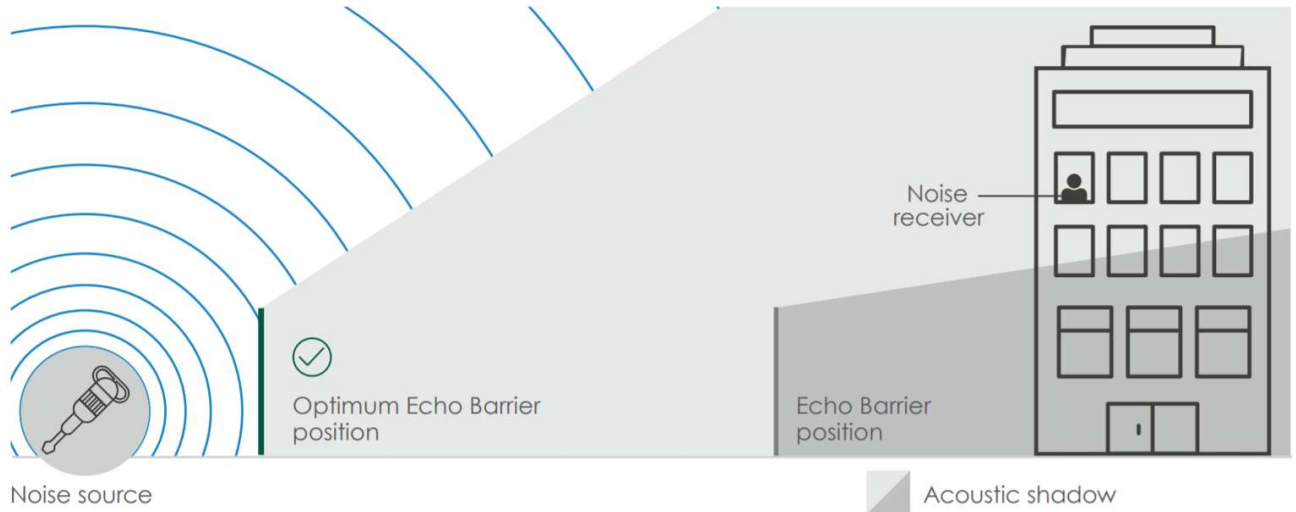 Noise
receiver
Optimum Echo Barrier
position
Echo Barrier
position
Noise source
Acoustic shadow